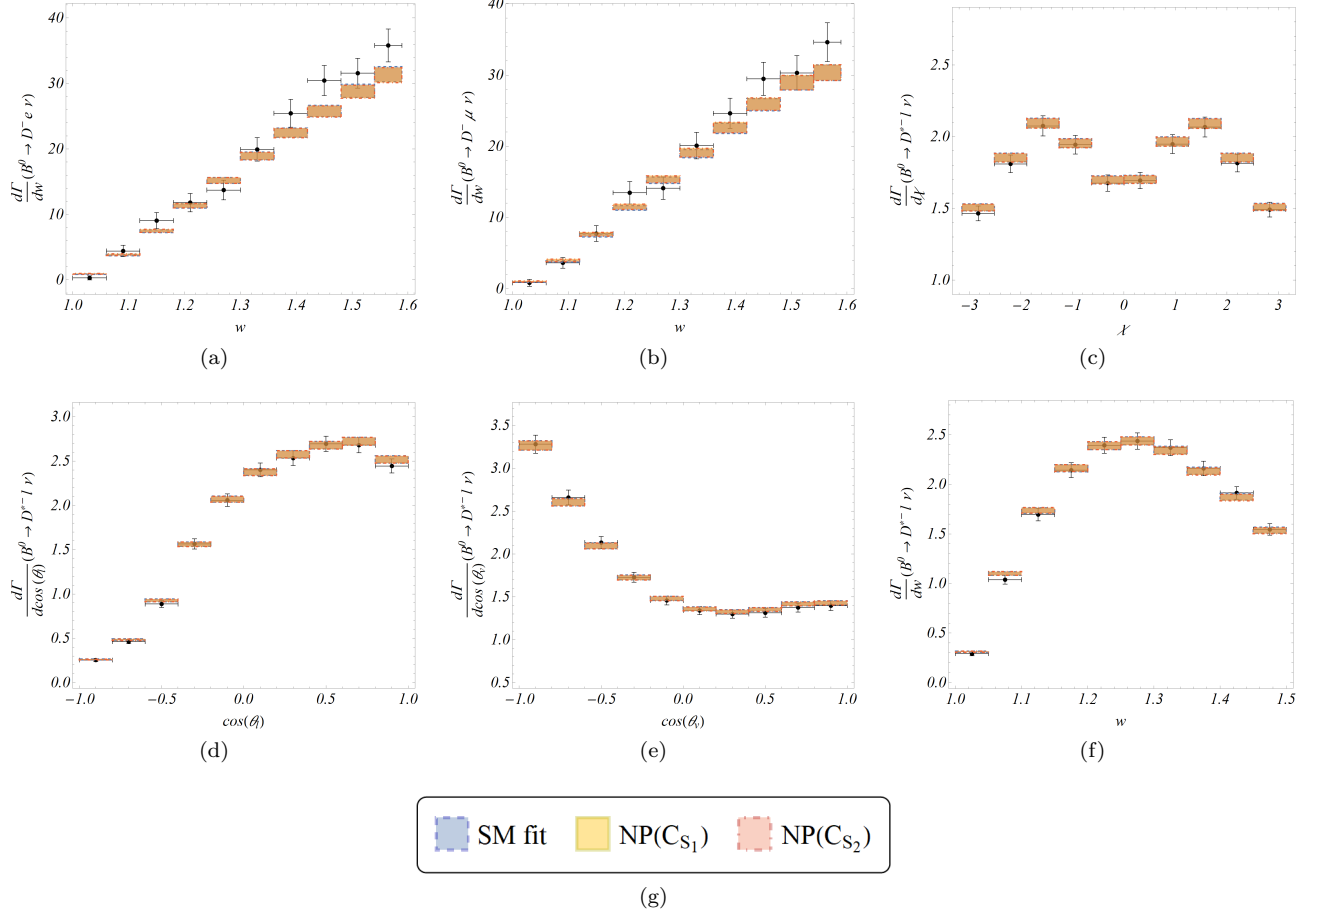 40
30
20
10
0
dΓ/dw (B⁰ → D⁻ e ν)
1.0 1.1 1.2 1.3 1.4 1.5 1.6
w
(a)
40
30
20
10
0
dΓ/dw (B⁰ → D⁻ μ ν)
1.0 1.1 1.2 1.3 1.4 1.5 1.6
w
(b)
2.5
2.0
1.5
1.0
dΓ/dχ (B⁰ → D*⁻ l ν)
−3 −2 −1 0 1 2 3
χ
(c)
3.0
2.5
2.0
1.5
1.0
0.5
0.0
dΓ/dcos(θₗ) (B⁰ → D*⁻ l ν)
−1.0 −0.5 0.0 0.5 1.0
cos(θₗ)
(d)
3.5
3.0
2.5
2.0
1.5
1.0
0.5
dΓ/dcos(θᵥ) (B⁰ → D*⁻ l ν)
−1.0 −0.5 0.0 0.5 1.0
cos(θᵥ)
(e)
2.5
2.0
1.5
1.0
0.5
0.0
dΓ/dw (B⁰ → D*⁻ l ν)
1.0 1.1 1.2 1.3 1.4 1.5
w
(f)
SM fit NP(C_S₁) NP(C_S₂)
(g)